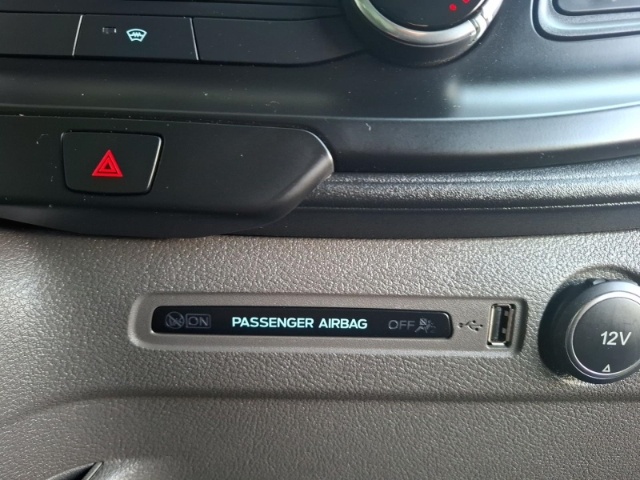 ON PASSENGER AIRBAG OFF
12V